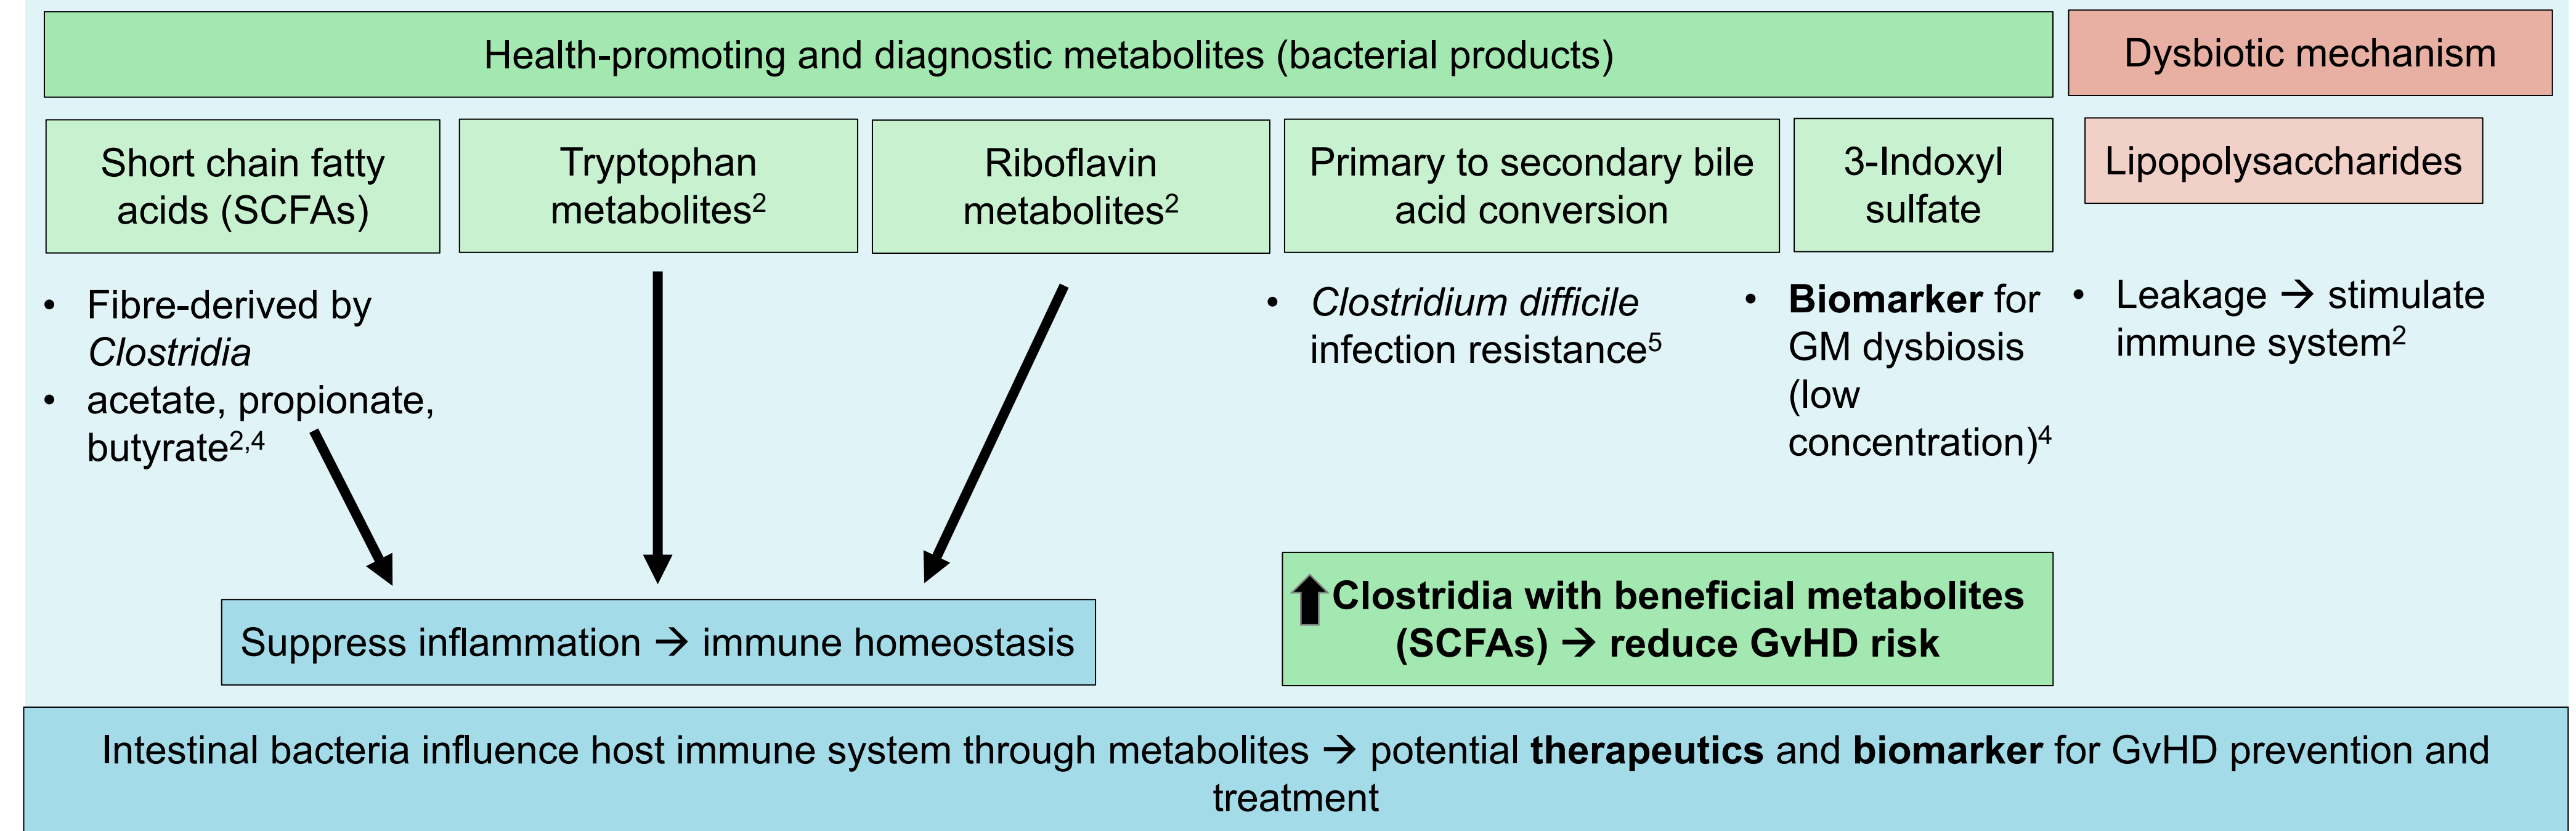 Health-promoting and diagnostic metabolites (bacterial products)
Dysbiotic mechanism
Short chain fatty
acids (SCFAs)
Tryptophan
metabolites²
Riboflavin
metabolites²
Primary to secondary bile
acid conversion
3-Indoxyl
sulfate
Lipopolysaccharides
• Fibre-derived by
Clostridia
• acetate, propionate,
butyrate²,⁴
• Clostridium difficile
infection resistance⁵
• Biomarker for
GM dysbiosis
(low
concentration)⁴
• Leakage → stimulate
immune system²
Suppress inflammation → immune homeostasis
Clostridia with beneficial metabolites
(SCFAs) → reduce GvHD risk
Intestinal bacteria influence host immune system through metabolites → potential therapeutics and biomarker for GvHD prevention and
treatment